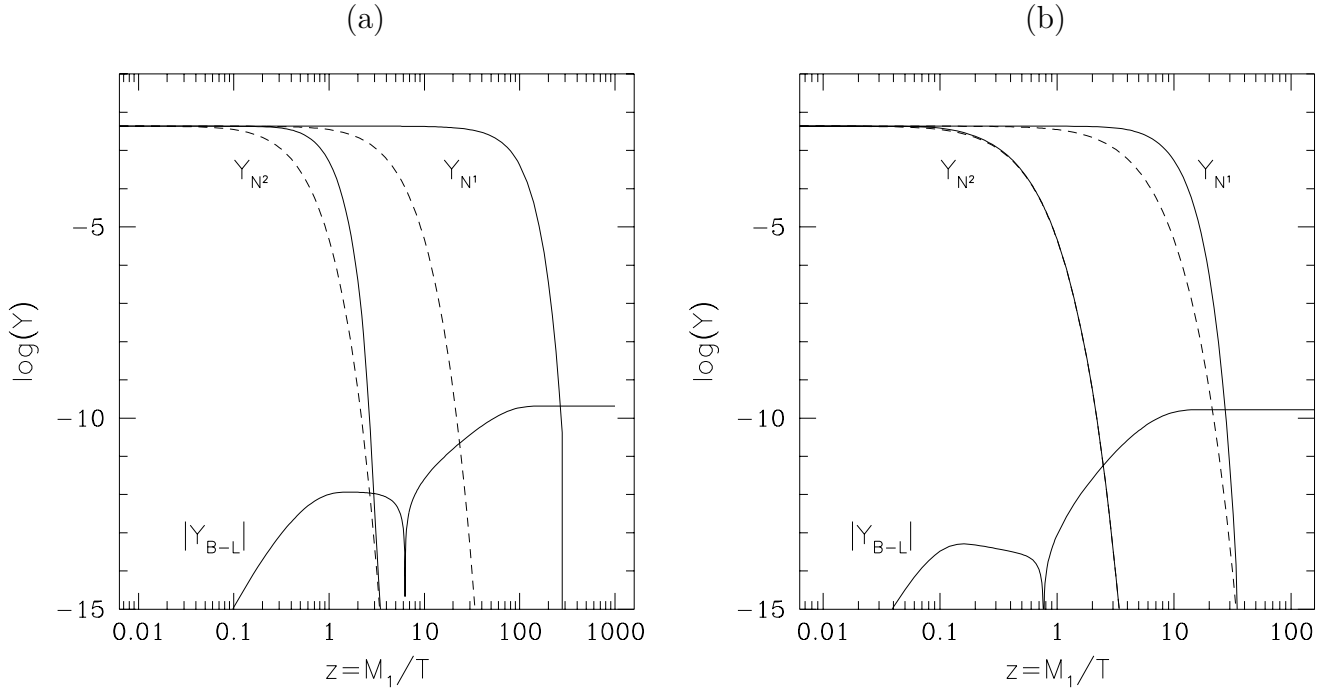 (a)
(b)
log(Y)
−5
−10
−15
Y_{N²}
Y_{N¹}
|Y_{B−L}|
0.01 0.1 1 10 100 1000
z=M_1/T
log(Y)
−5
−10
−15
Y_{N²}
Y_{N¹}
|Y_{B−L}|
0.01 0.1 1 10 100
z=M_1/T